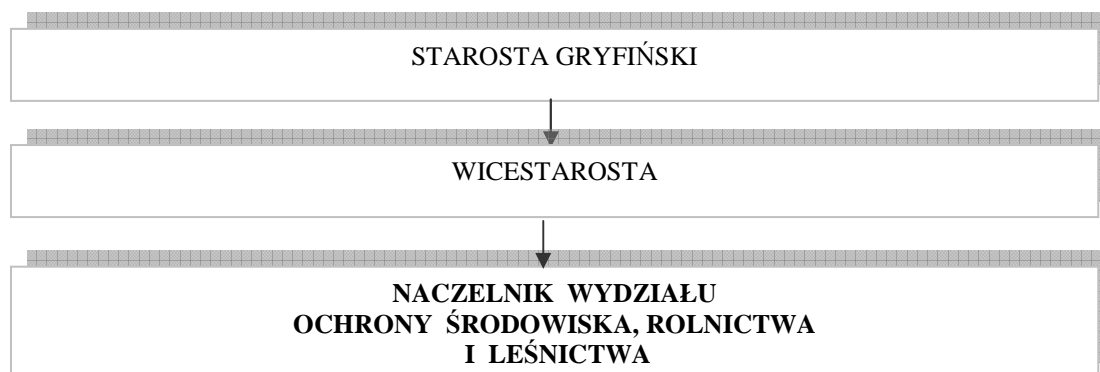 STAROSTA GRYFIŃSKI
WICESTAROSTA
NACZELNIK WYDZIAŁU
OCHRONY ŚRODOWISKA, ROLNICTWA
I LEŚNICTWA